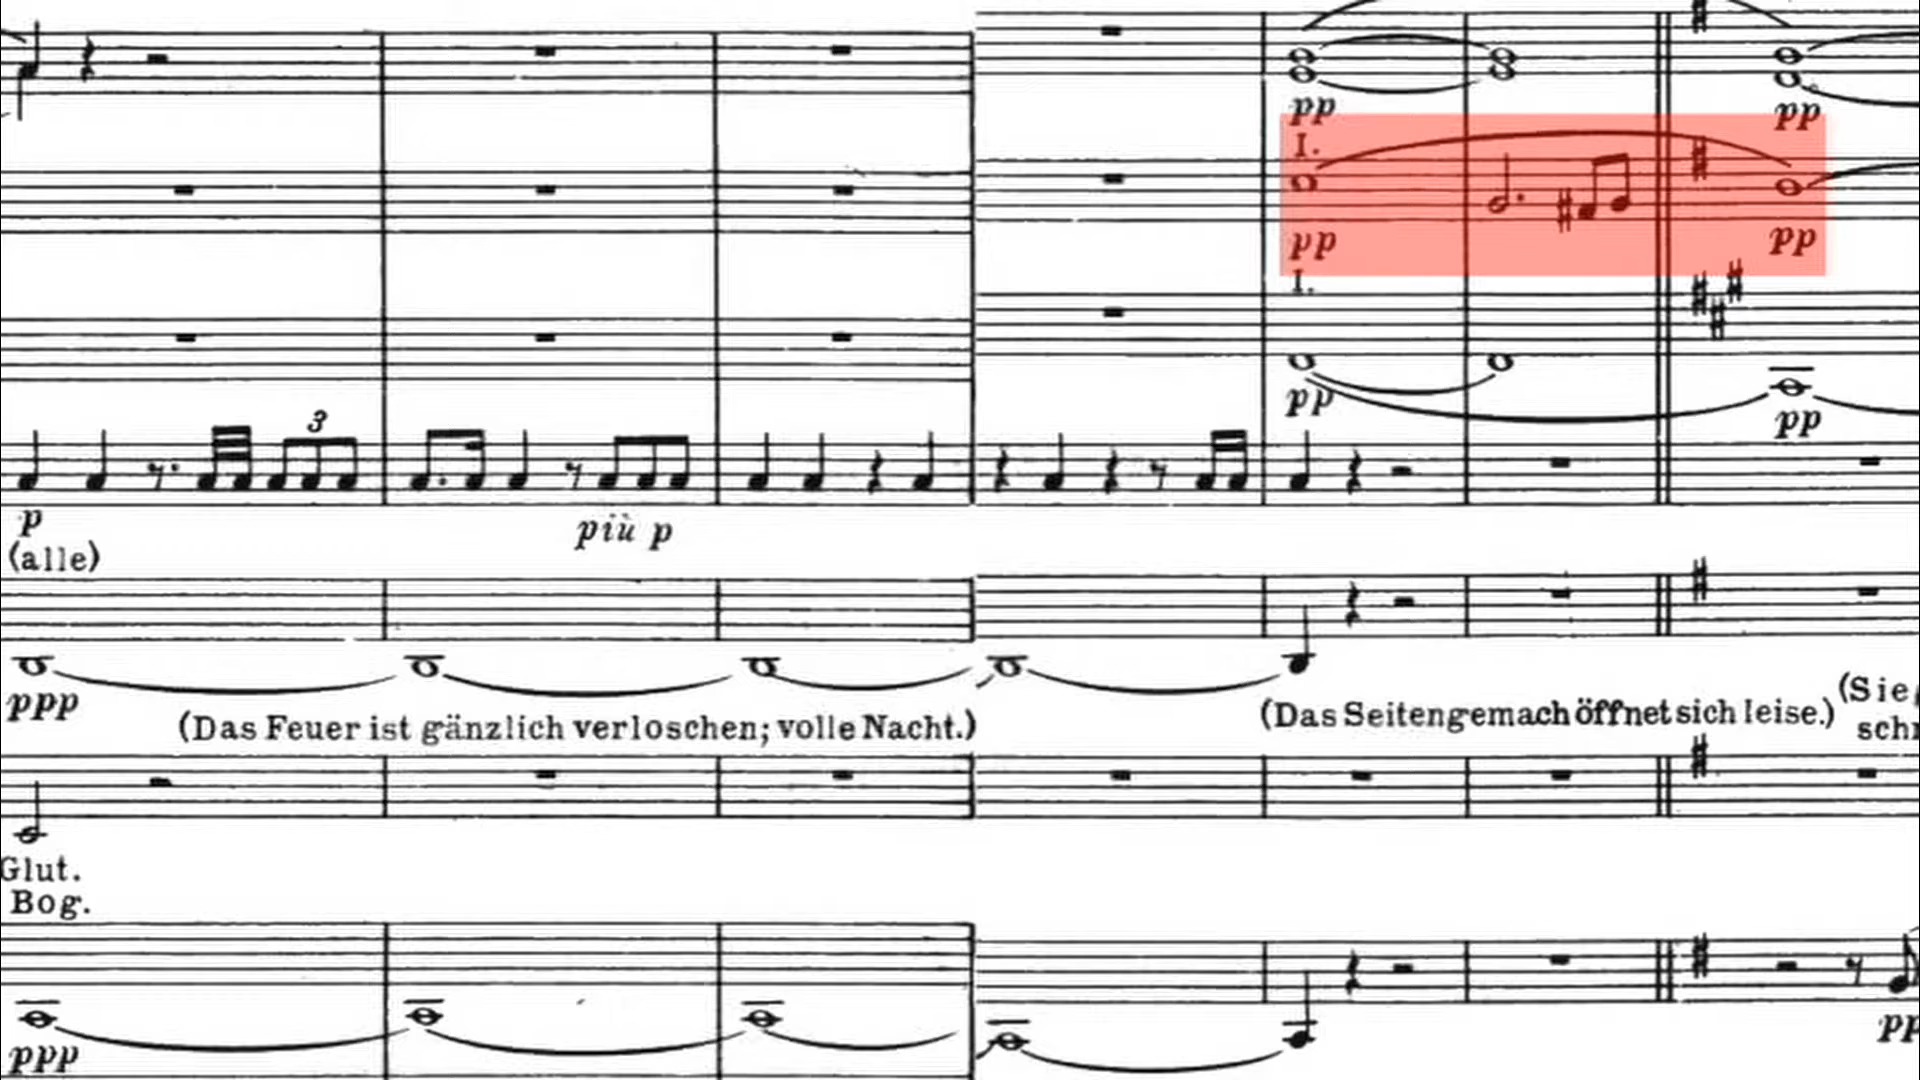 pp
pp
I.
pp
pp
I.
pp
pp
3
p
più p
(alle)
ppp
(Das Feuer ist gänzlich verloschen; volle Nacht.)
(Das Seitengemach öffnet sich leise.)
(Sie
Glut.
Bog.
ppp
pp